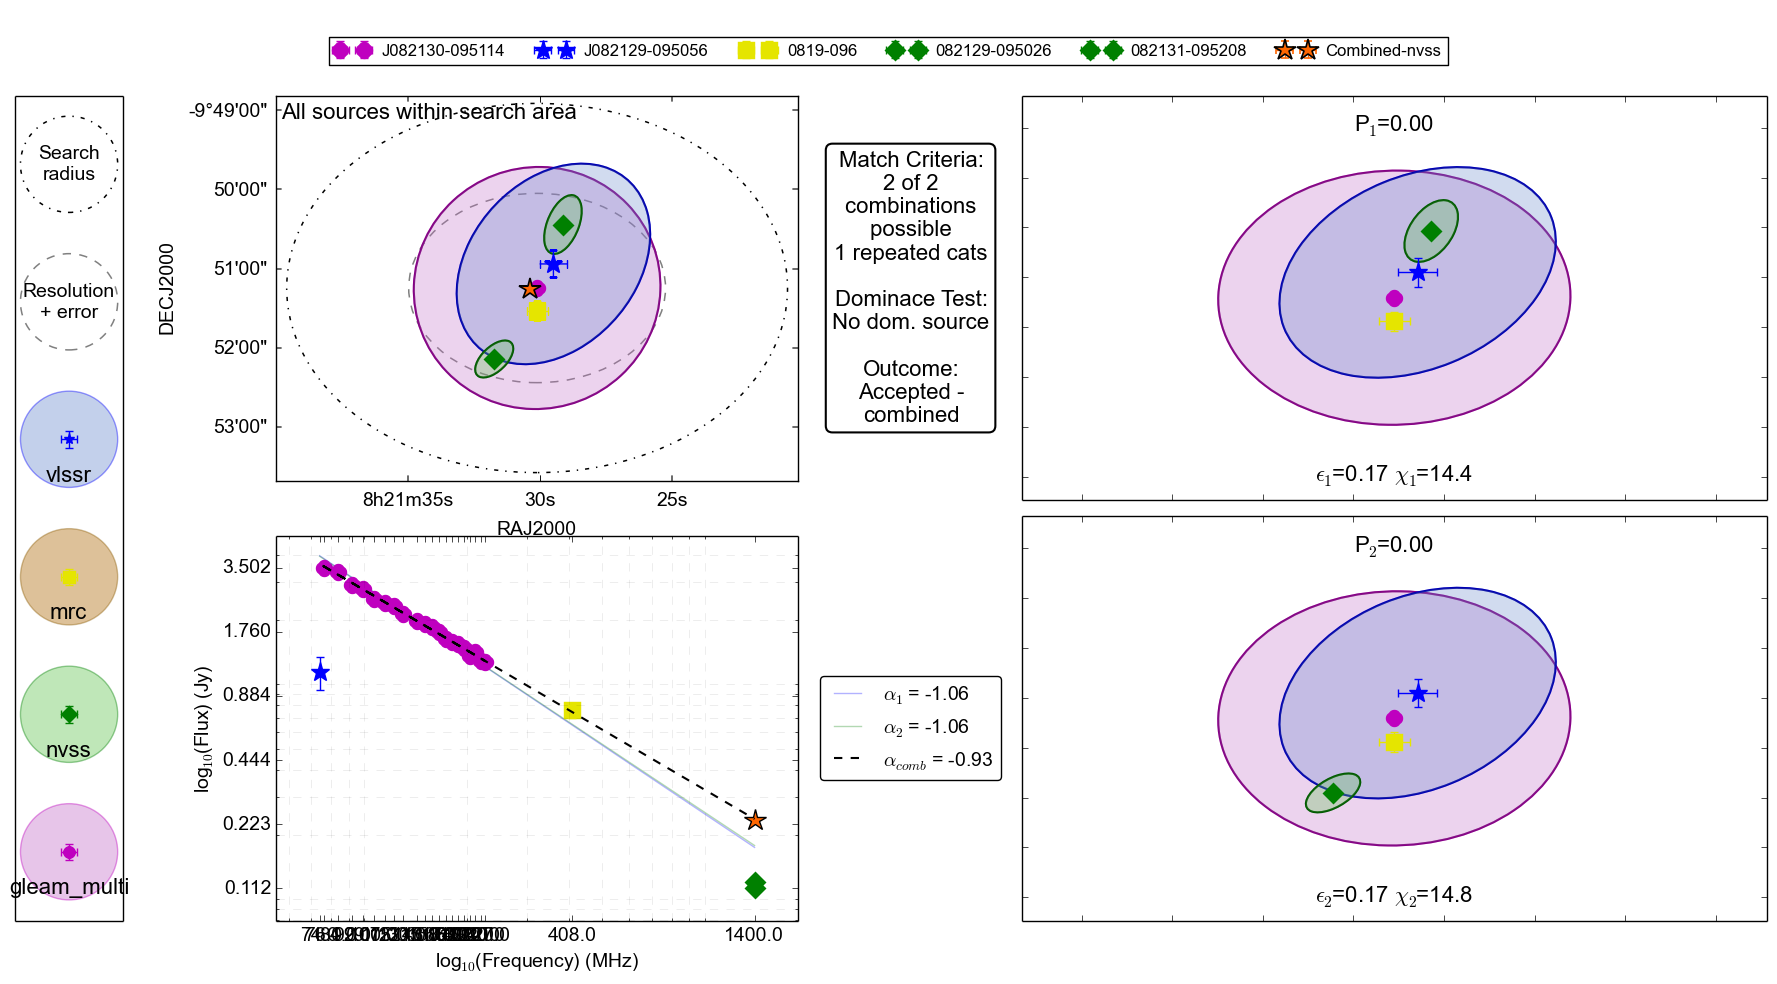 J082130-095114 J082129-095056 0819-096 082129-095026 082131-095208 Combined-nvss
Search
radius
Resolution
+ error
vlssr
mrc
nvss
gleam_multi
All sources within search area
-9°49'00"
50'00"
51'00"
52'00"
53'00"
DECJ2000
8h21m35s 30s 25s
RAJ2000
Match Criteria:
2 of 2
combinations
possible
1 repeated cats
Dominace Test:
No dom. source
Outcome:
Accepted -
combined
P₁=0.00
ϵ₁=0.17 χ₁=14.4
P₂=0.00
ϵ₂=0.17 χ₂=14.8
3.502
1.760
0.884
0.444
0.223
0.112
log₁₀(Flux) (Jy)
408.0 1400.0
log₁₀(Frequency) (MHz)
α₁ = -1.06
α₂ = -1.06
α_comb = -0.93